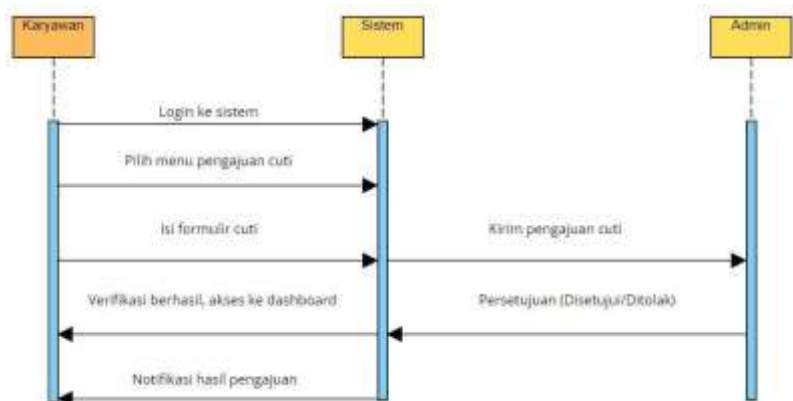 Karyawan
Sistem
Admin
Login ke sistem
Pilih menu pengajuan cuti
Isi formulir cuti
Kirim pengajuan cuti
Verifikasi berhasil, akses ke dashboard
Persetujuan (Disetujui/Ditolak)
Notifikasi hasil pengajuan